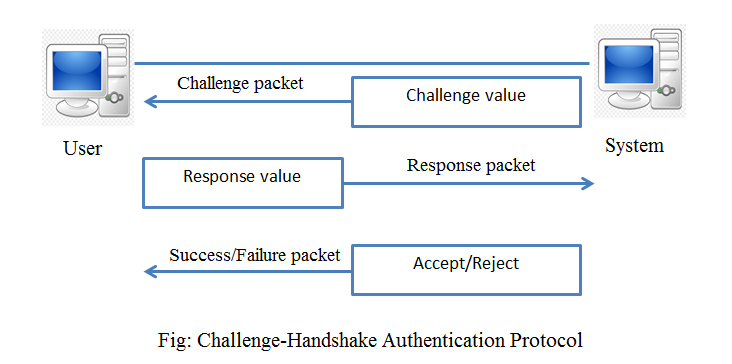 Challenge packet
Challenge value
User
System
Response value
Response packet
Success/Failure packet
Accept/Reject
Fig: Challenge-Handshake Authentication Protocol